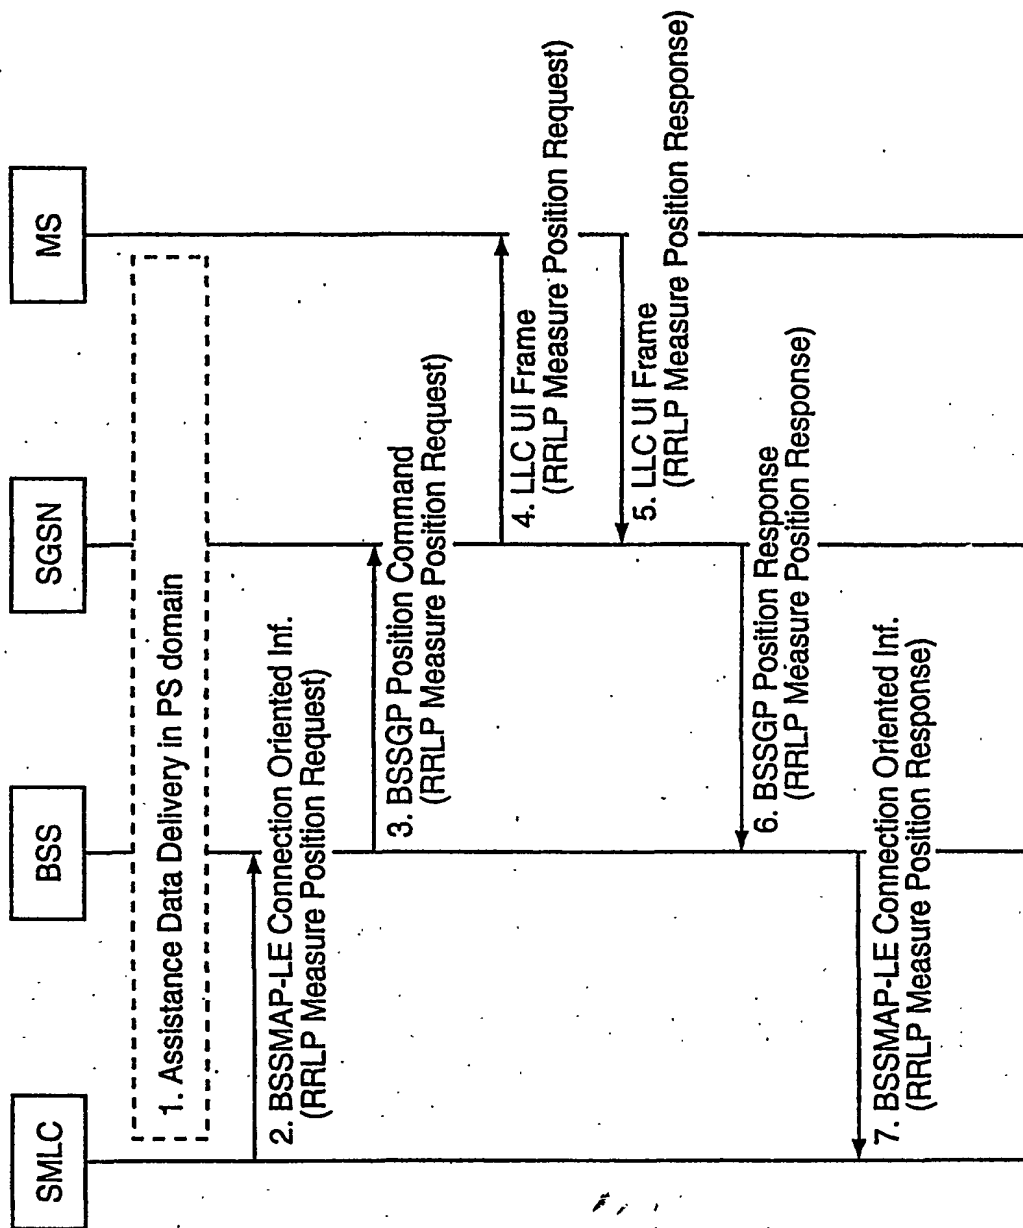 SMLC
BSS
SGSN
MS
1. Assistance Data Delivery in PS domain
2. BSSMAP-LE Connection Oriented Inf.
(RRLP Measure Position Request)
3. BSSGP Position Command
(RRLP Measure Position Request)
4. LLC UI Frame
(RRLP Measure Position Request)
5. LLC UI Frame
(RRLP Measure Position Response)
6. BSSGP Position Response
(RRLP Measure Position Response)
7. BSSMAP-LE Connection Oriented Inf.
(RRLP Measure Position Response)